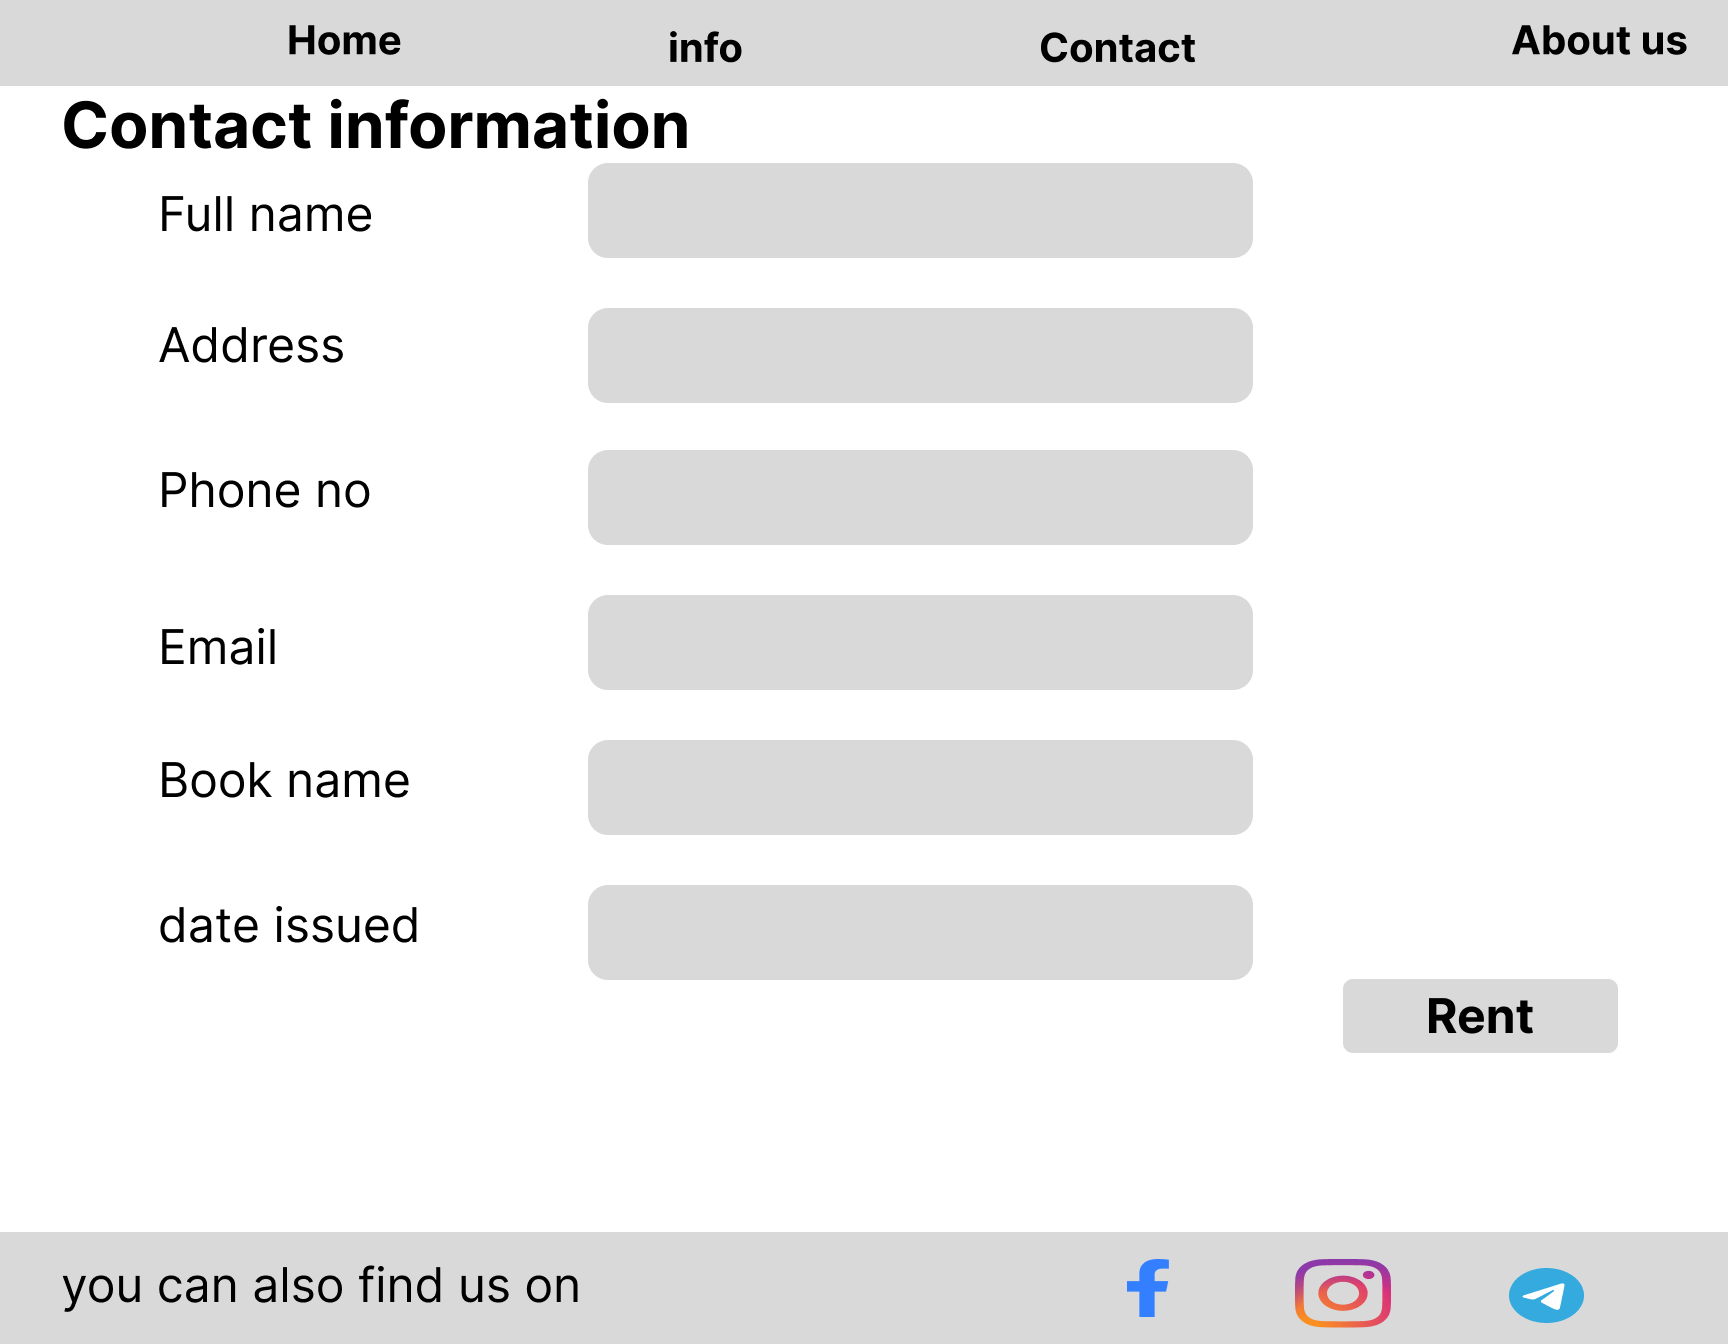 Home
info
Contact
About us
Contact information
Full name
Address
Phone no
Email
Book name
date issued
Rent
you can also find us on